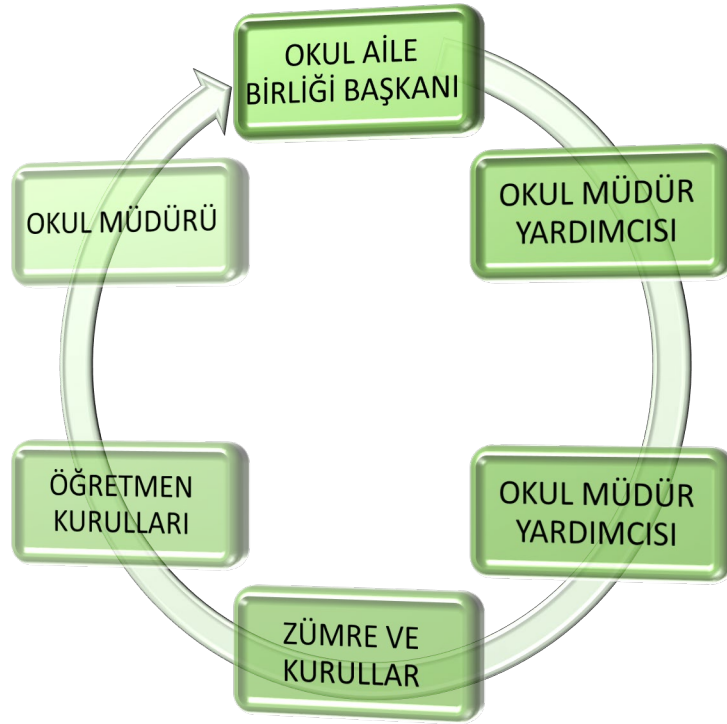 OKUL AİLE
BİRLİĞİ BAŞKANI
OKUL MÜDÜR
YARDIMCISI
OKUL MÜDÜR
YARDIMCISI
ZÜMRE VE
KURULLAR
ÖĞRETMEN
KURULLARI
OKUL MÜDÜRÜ